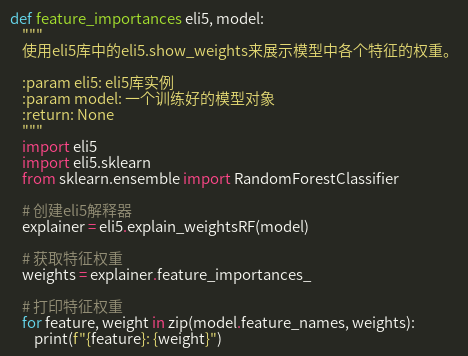 def feature_importances eli5, model:
"""
使用eli5库中的eli5.show_weights来展示模型中各个特征的权重。
:param eli5: eli5库实例
:param model: 一个训练好的模型对象
:return: None
"""
import eli5
import eli5.sklearn
from sklearn.ensemble import RandomForestClassifier
# 创建eli5解释器
explainer = eli5.explain_weightsRF(model)
# 获取特征权重
weights = explainer.feature_importances_
# 打印特征权重
for feature, weight in zip(model.feature_names, weights):
print(f"{feature}: {weight}")